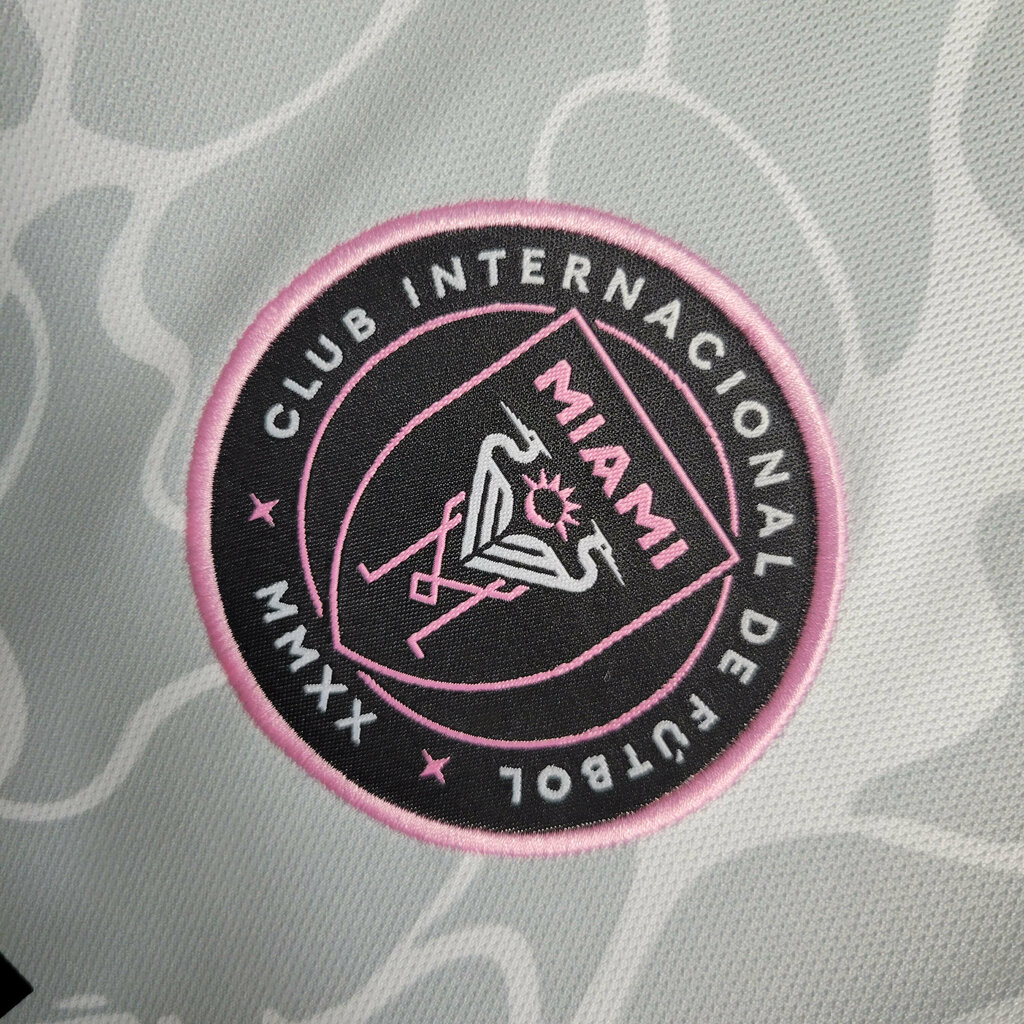 CLUB INTERNACIONAL DE FÚTBOL
MIAMI
MMXX